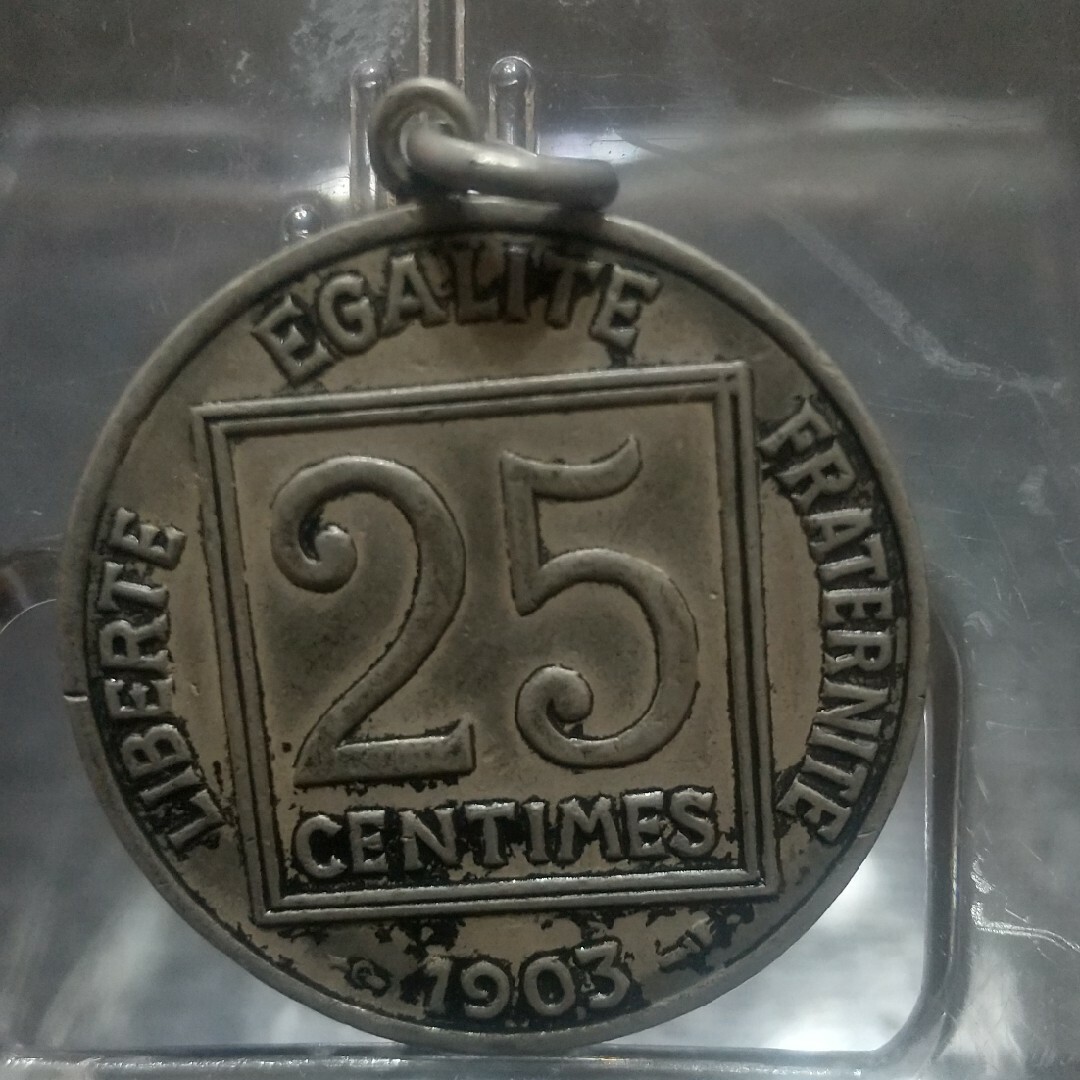 LIBERTE
EGALITE
FRATERNITE
25
CENTIMES
1903